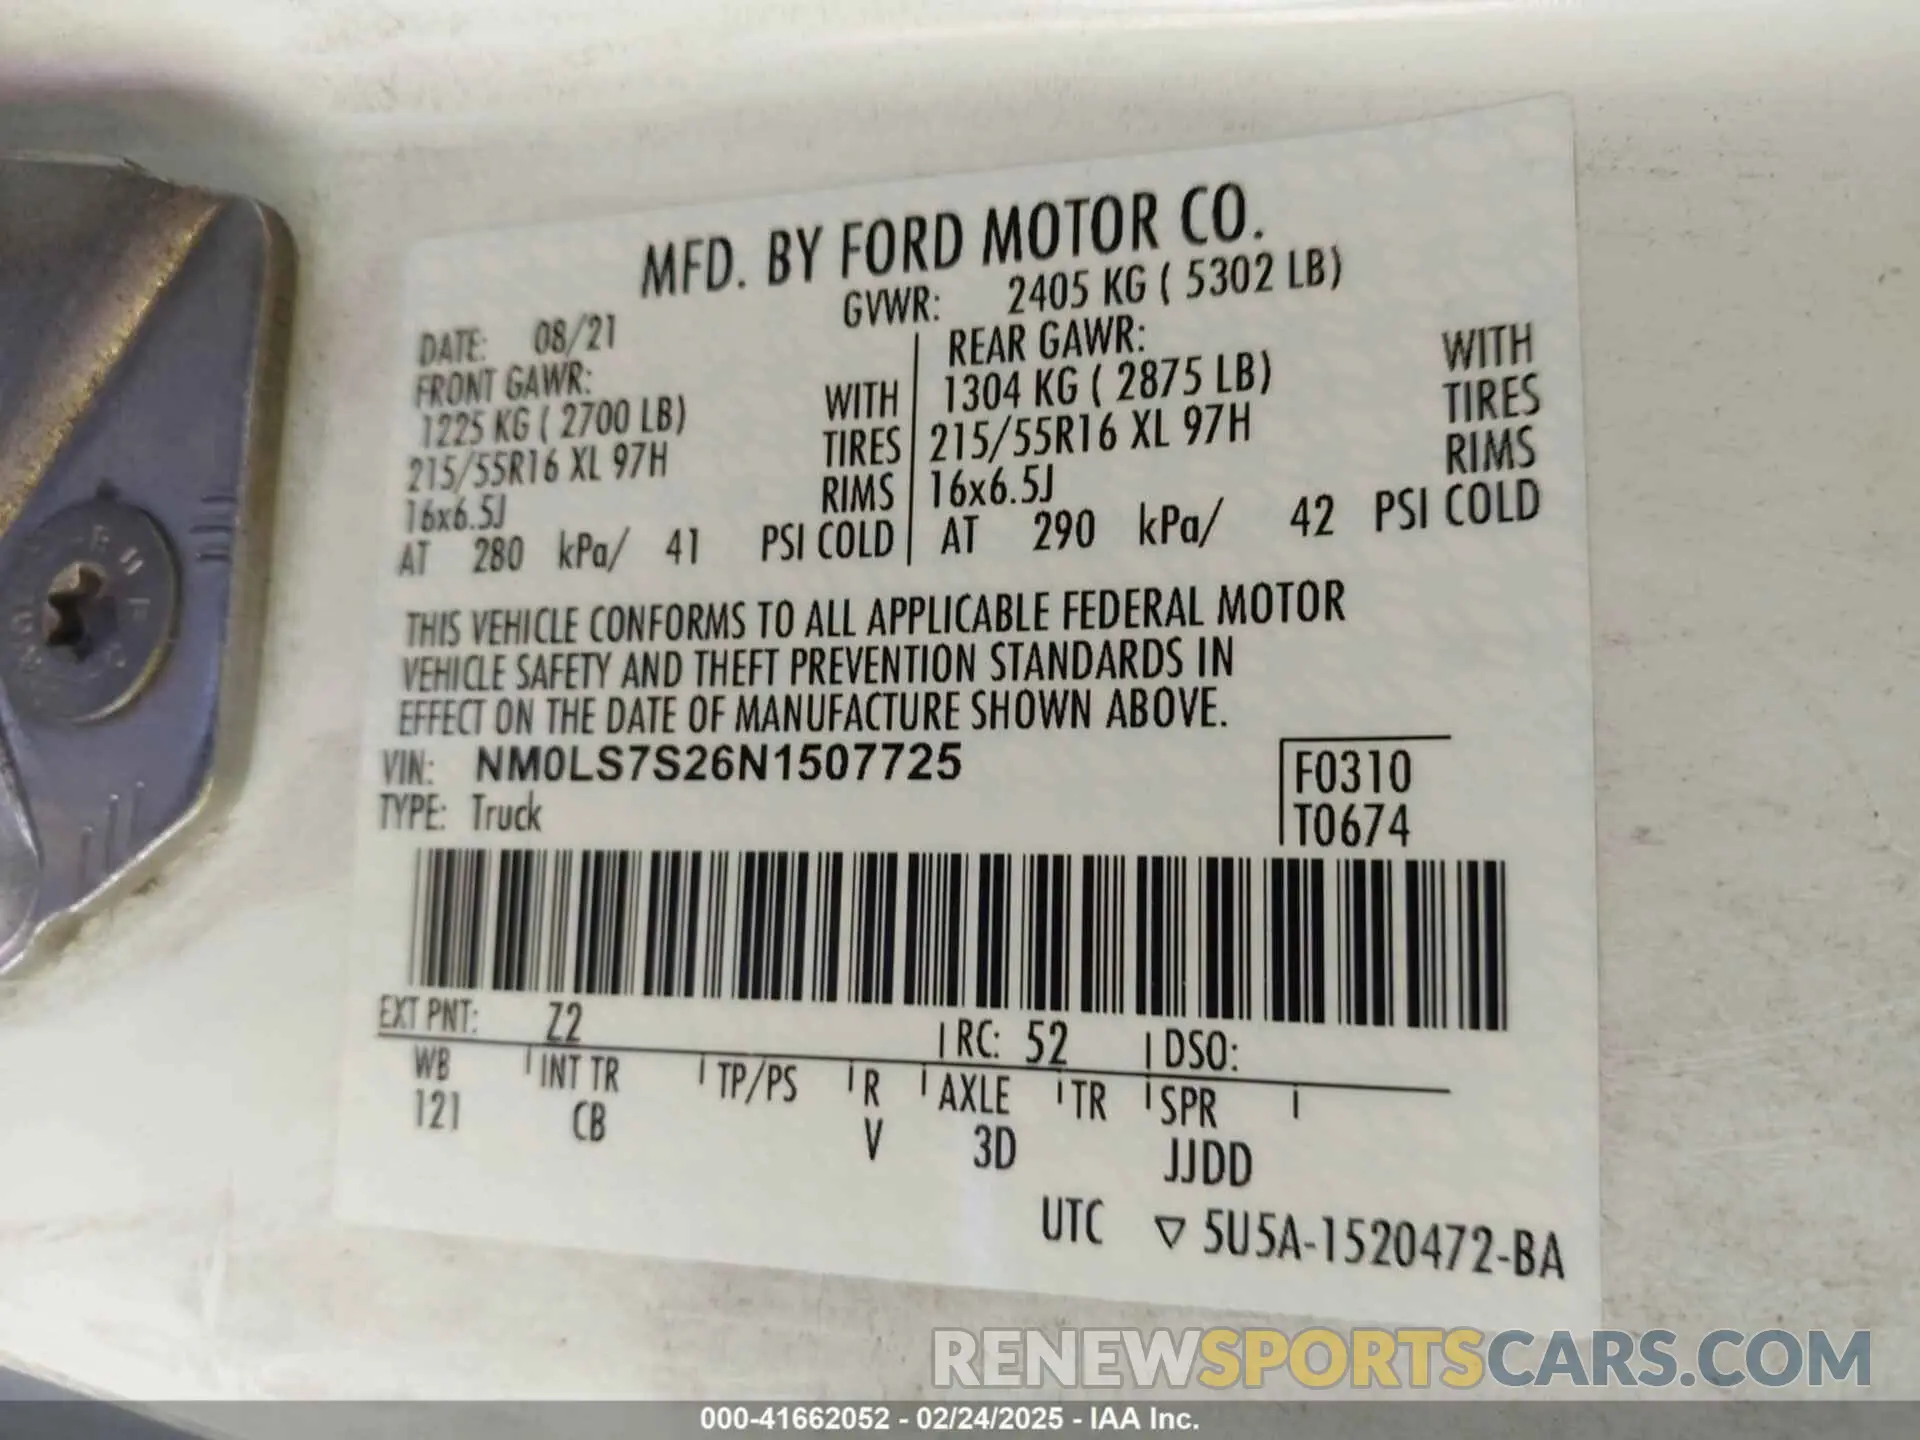 MFD. BY FORD MOTOR CO.
DATE: 08/21 GVWR: 2405 KG ( 5302 LB)
FRONT GAWR: REAR GAWR:
1225 KG ( 2700 LB) WITH 1304 KG ( 2875 LB) WITH
215/55R16 XL 97H TIRES 215/55R16 XL 97H TIRES
16x6.5J RIMS 16x6.5J RIMS
AT 280 kPa/ 41 PSI COLD AT 290 kPa/ 42 PSI COLD
THIS VEHICLE CONFORMS TO ALL APPLICABLE FEDERAL MOTOR
VEHICLE SAFETY AND THEFT PREVENTION STANDARDS IN
EFFECT ON THE DATE OF MANUFACTURE SHOWN ABOVE.
VIN: NM0LS7S26N1507725 F0310
TYPE: Truck T0674
EXT PNT: Z2 RC: 52 DSO:
WB INT TR TP/PS R AXLE TR SPR
121 CB V 3D JJDD
UTC ▽ 5U5A-1520472-BA
RENEWSPORTSCARS.COM
000-41662052 - 02/24/2025 - IAA Inc.